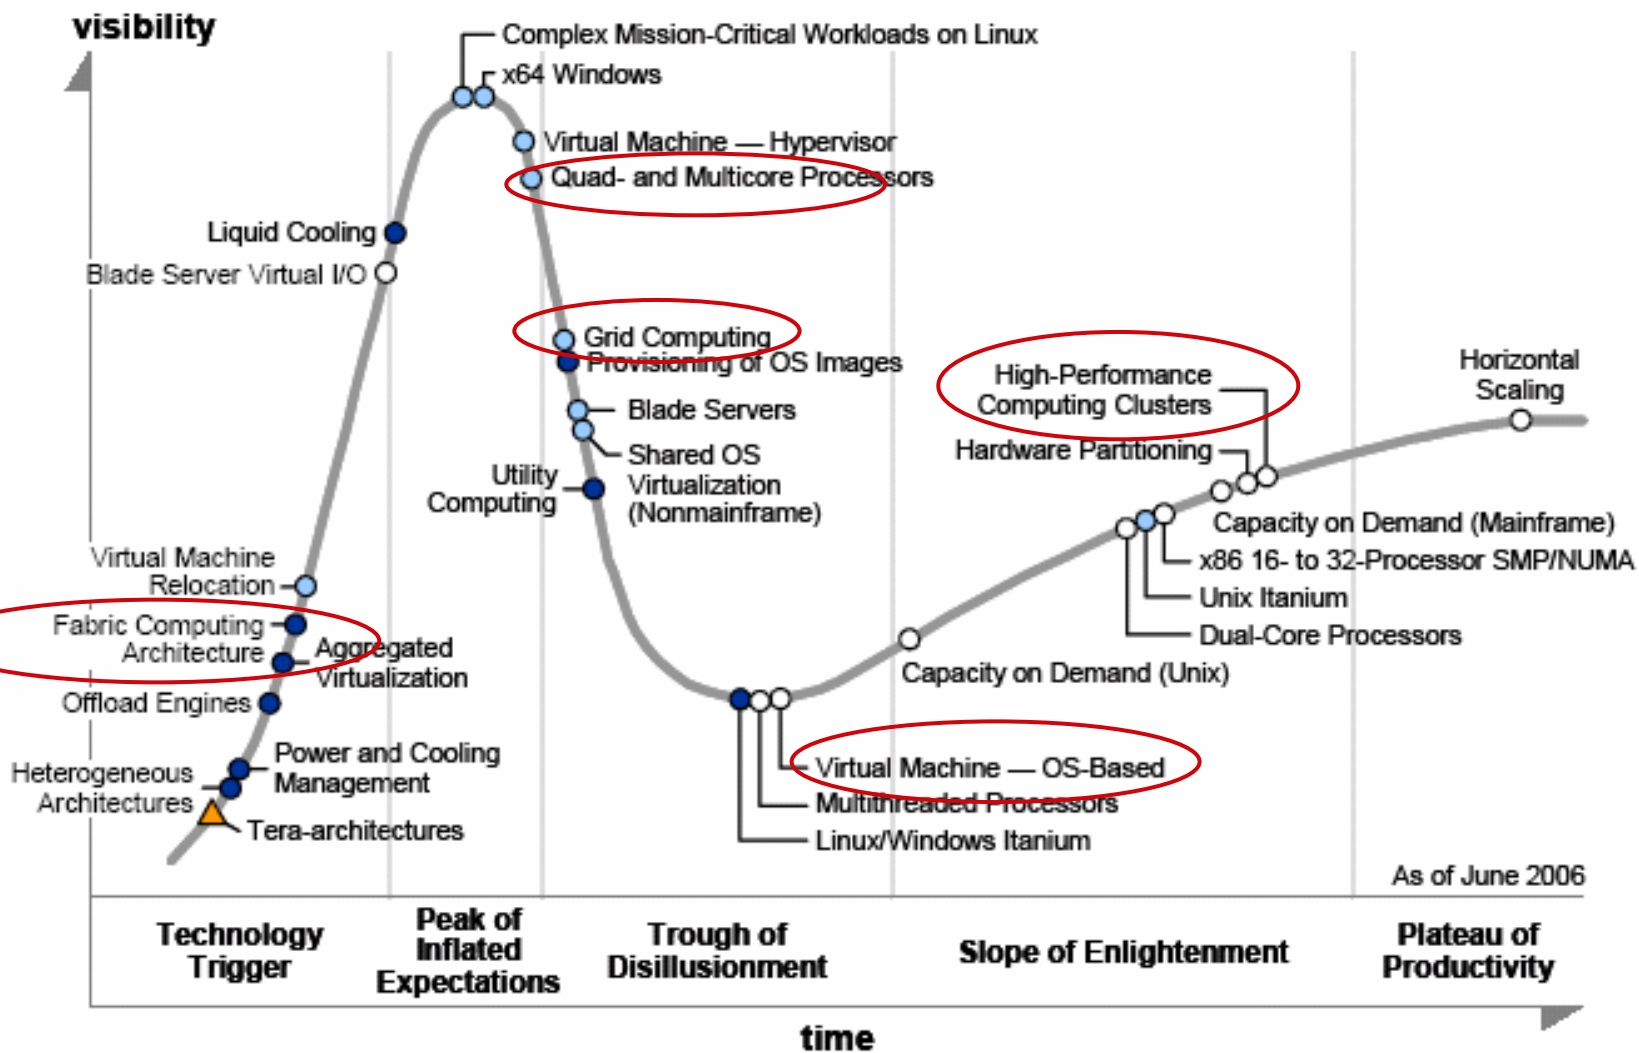 visibility
Complex Mission-Critical Workloads on Linux
x64 Windows
Virtual Machine — Hypervisor
Quad- and Multicore Processors
Liquid Cooling
Blade Server Virtual I/O
Grid Computing
Provisioning of OS Images
Blade Servers
Shared OS
Virtualization
(Nonmainframe)
Utility
Computing
Virtual Machine
Relocation
Fabric Computing
Architecture
Aggregated
Virtualization
Offload Engines
Power and Cooling
Management
Heterogeneous
Architectures
Tera-architectures
High-Performance
Computing Clusters
Hardware Partitioning
Horizontal
Scaling
Capacity on Demand (Mainframe)
x86 16- to 32-Processor SMP/NUMA
Unix Itanium
Dual-Core Processors
Capacity on Demand (Unix)
Virtual Machine — OS-Based
Multithreaded Processors
Linux/Windows Itanium
As of June 2006
Technology
Trigger
Peak of
Inflated
Expectations
Trough of
Disillusionment
Slope of Enlightenment
Plateau of
Productivity
time